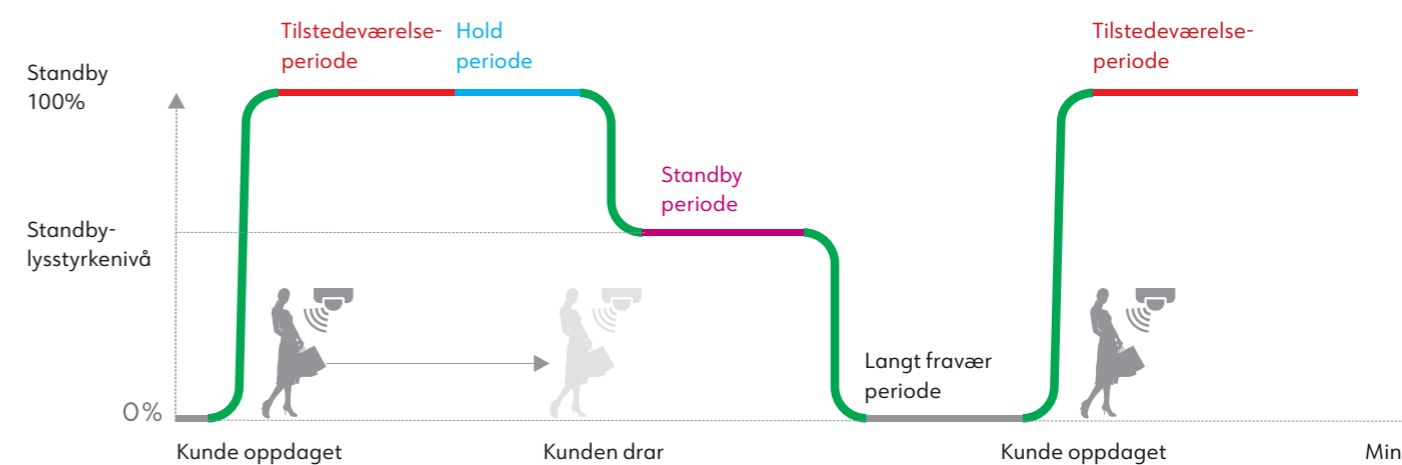 Tilstedeværelse-
periode
Hold
periode
Tilstedeværelse-
periode
Standby
100%
Standby
periode
Standby-
lysstyrkenivå
Langt fravær
periode
0%
Kunde oppdaget
Kunden drar
Kunde oppdaget
Min